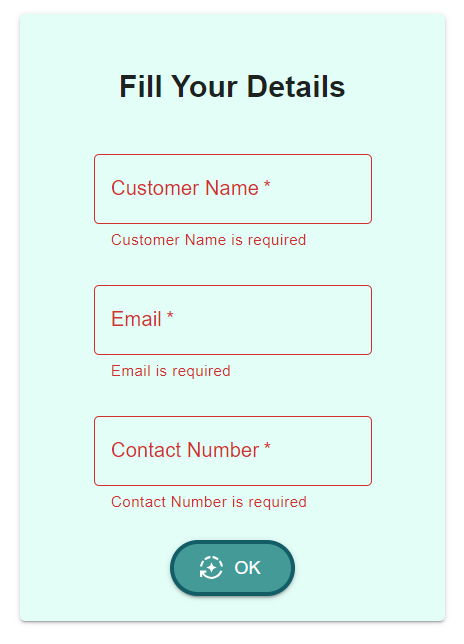 Fill Your Details
Customer Name *
Customer Name is required
Email *
Email is required
Contact Number *
Contact Number is required
OK